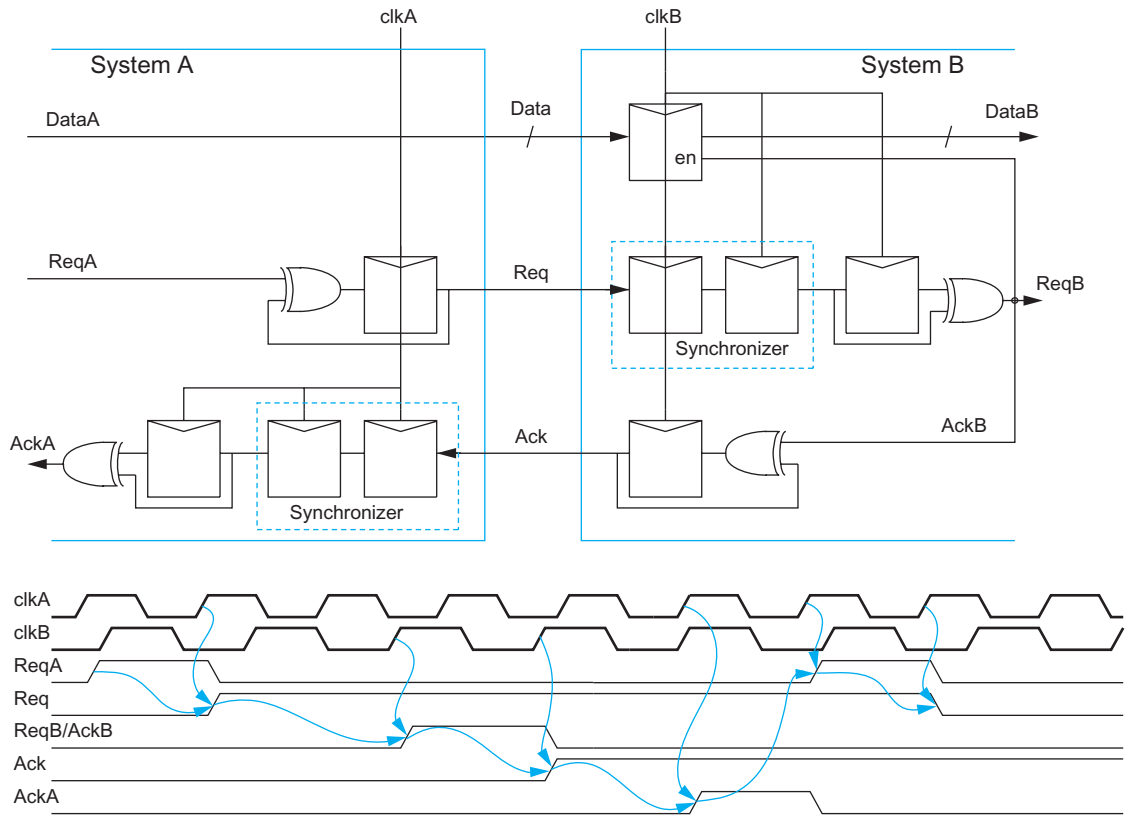 clkA
clkB
System A
System B
DataA
Data
DataB
en
ReqA
Req
ReqB
Synchronizer
AckA
Ack
AckB
Synchronizer
clkA
clkB
ReqA
Req
ReqB/AckB
Ack
AckA